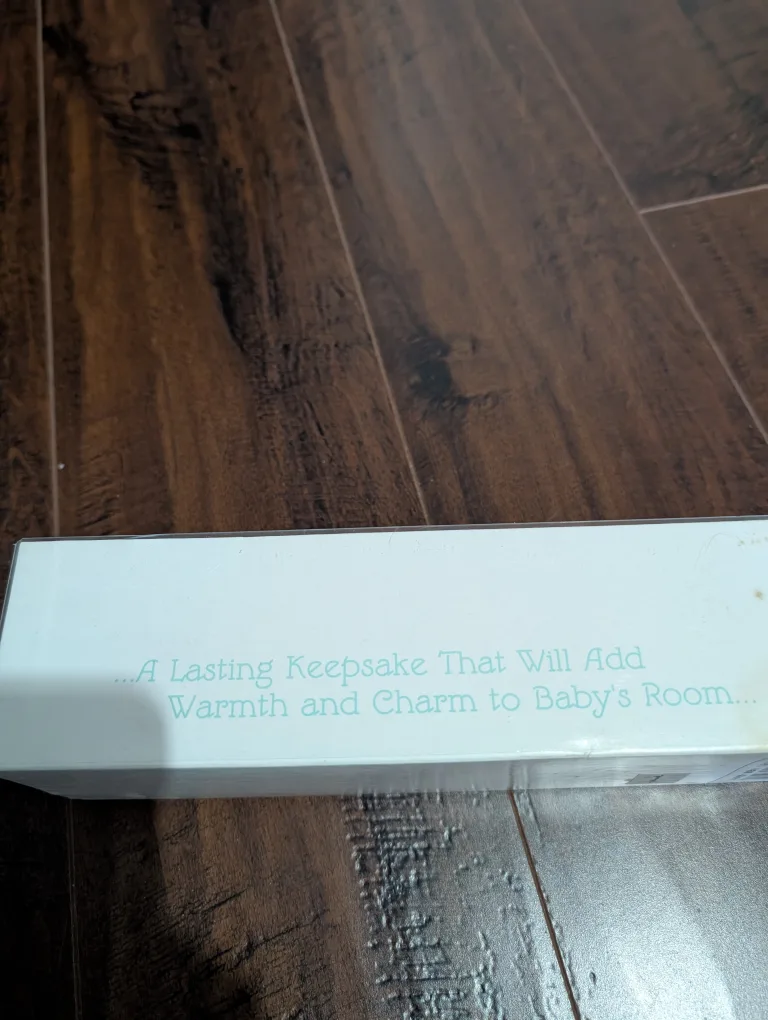 ...A Lasting Keepsake That Will Add
Warmth and Charm to Baby's Room...